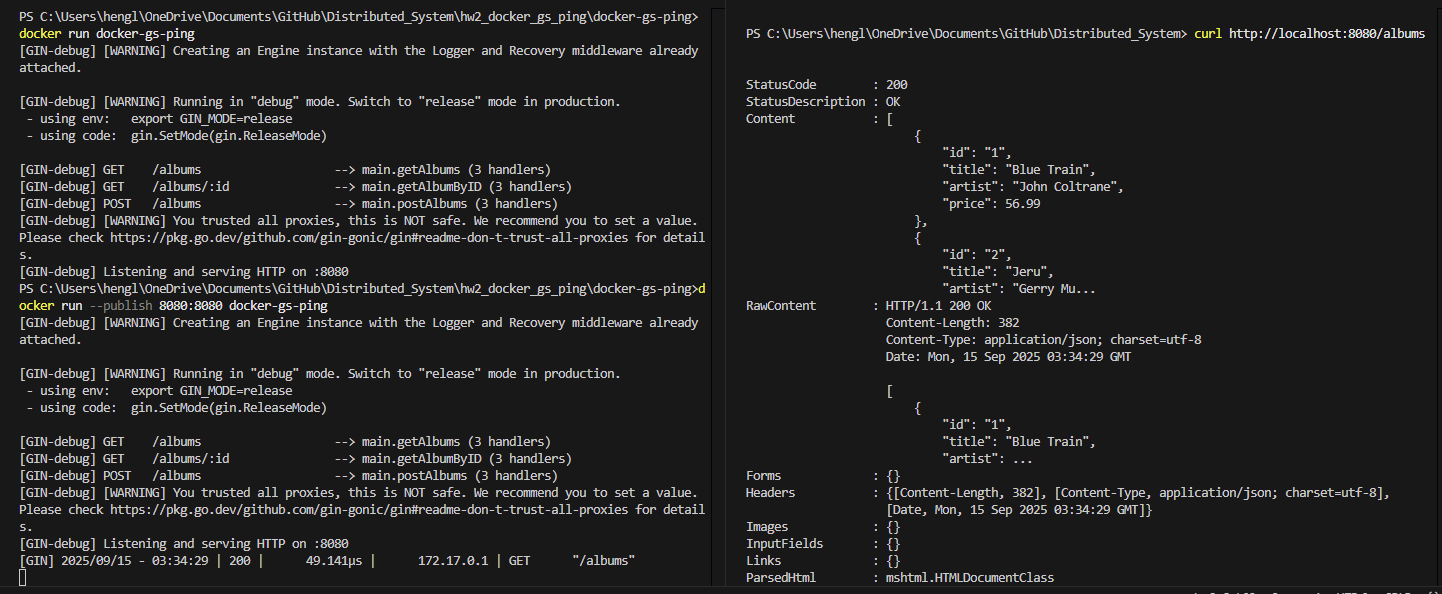 PS C:\Users\hengl\OneDrive\Documents\GitHub\Distributed_System\hw2_docker_gs_ping\docker-gs-ping>
docker run docker-gs-ping
[GIN-debug] [WARNING] Creating an Engine instance with the Logger and Recovery middleware already
attached.
[GIN-debug] [WARNING] Running in "debug" mode. Switch to "release" mode in production.
- using env:   export GIN_MODE=release
- using code:  gin.SetMode(gin.ReleaseMode)
[GIN-debug] GET    /albums                   --> main.getAlbums (3 handlers)
[GIN-debug] GET    /albums/:id               --> main.getAlbumByID (3 handlers)
[GIN-debug] POST   /albums                   --> main.postAlbums (3 handlers)
[GIN-debug] [WARNING] You trusted all proxies, this is NOT safe. We recommend you to set a value.
Please check https://pkg.go.dev/github.com/gin-gonic/gin#readme-don-t-trust-all-proxies for detail
s.
[GIN-debug] Listening and serving HTTP on :8080
PS C:\Users\hengl\OneDrive\Documents\GitHub\Distributed_System\hw2_docker_gs_ping\docker-gs-ping>d
ocker run --publish 8080:8080 docker-gs-ping
[GIN-debug] [WARNING] Creating an Engine instance with the Logger and Recovery middleware already
attached.
[GIN-debug] [WARNING] Running in "debug" mode. Switch to "release" mode in production.
- using env:   export GIN_MODE=release
- using code:  gin.SetMode(gin.ReleaseMode)
[GIN-debug] GET    /albums                   --> main.getAlbums (3 handlers)
[GIN-debug] GET    /albums/:id               --> main.getAlbumByID (3 handlers)
[GIN-debug] POST   /albums                   --> main.postAlbums (3 handlers)
[GIN-debug] [WARNING] You trusted all proxies, this is NOT safe. We recommend you to set a value.
Please check https://pkg.go.dev/github.com/gin-gonic/gin#readme-don-t-trust-all-proxies for detail
s.
[GIN-debug] Listening and serving HTTP on :8080
[GIN] 2025/09/15 - 03:34:29 | 200 |      49.141µs |      172.17.0.1 | GET      "/albums"
PS C:\Users\hengl\OneDrive\Documents\GitHub\Distributed_System> curl http://localhost:8080/albums
StatusCode        : 200
StatusDescription : OK
Content           : [
{
"id": "1",
"title": "Blue Train",
"artist": "John Coltrane",
"price": 56.99
},
{
"id": "2",
"title": "Jeru",
"artist": "Gerry Mu...
RawContent        : HTTP/1.1 200 OK
Content-Length: 382
Content-Type: application/json; charset=utf-8
Date: Mon, 15 Sep 2025 03:34:29 GMT
[
{
"id": "1",
"title": "Blue Train",
"artist": ...
Forms             : {}
Headers           : {[Content-Length, 382], [Content-Type, application/json; charset=utf-8],
[Date, Mon, 15 Sep 2025 03:34:29 GMT]}
Images            : {}
InputFields       : {}
Links             : {}
ParsedHtml        : mshtml.HTMLDocumentClass